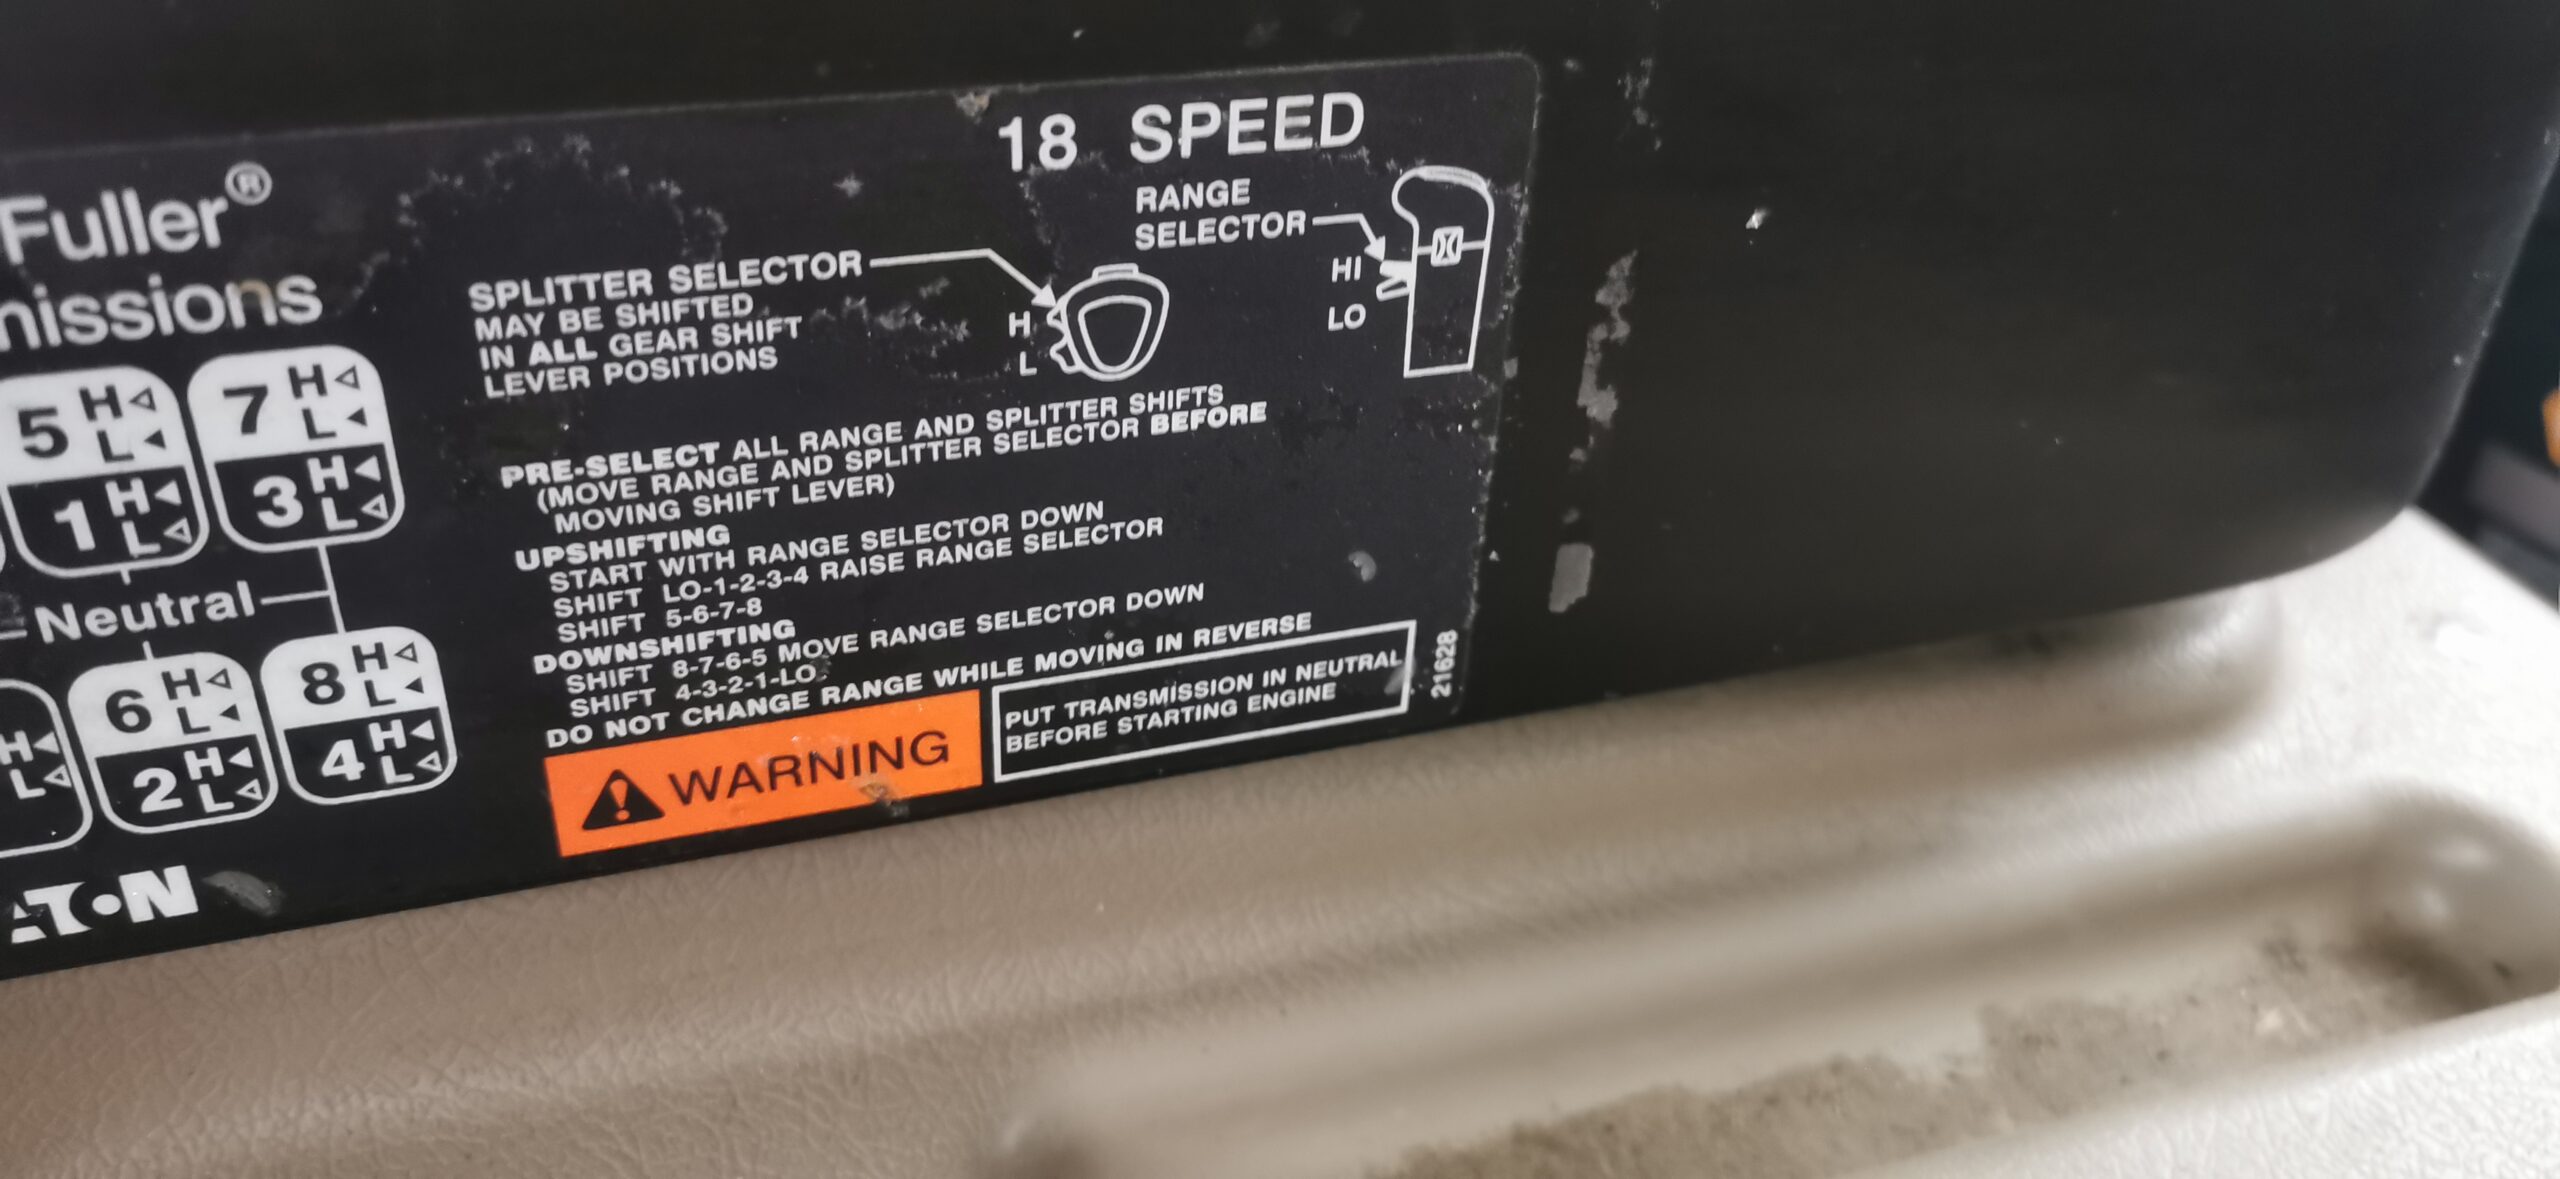 Fuller®
18 SPEED
RANGE
SELECTOR
HI
LO
SPLITTER SELECTOR
MAY BE SHIFTED
IN ALL GEAR SHIFT
LEVER POSITIONS
H
L
5 H L
7 H L
1 H L
3 H L
Neutral
6 H L
8 H L
H L
2 H L
4 H L
PRE-SELECT ALL RANGE AND SPLITTER SHIFTS
(MOVE RANGE AND SPLITTER SELECTOR BEFORE
MOVING SHIFT LEVER)
UPSHIFTING
START WITH RANGE SELECTOR DOWN
SHIFT LO-1-2-3-4 RAISE RANGE SELECTOR
SHIFT 5-6-7-8
DOWNSHIFTING
SHIFT 8-7-6-5 MOVE RANGE SELECTOR DOWN
SHIFT 4-3-2-1-LO
DO NOT CHANGE RANGE WHILE MOVING IN REVERSE
WARNING
PUT TRANSMISSION IN NEUTRAL
BEFORE STARTING ENGINE
21628